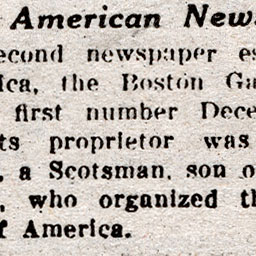 American News
econd newspaper es
ica, the Boston Ga
first number Dece
ts proprietor was
, a Scotsman, son o
, who organized th
f America.